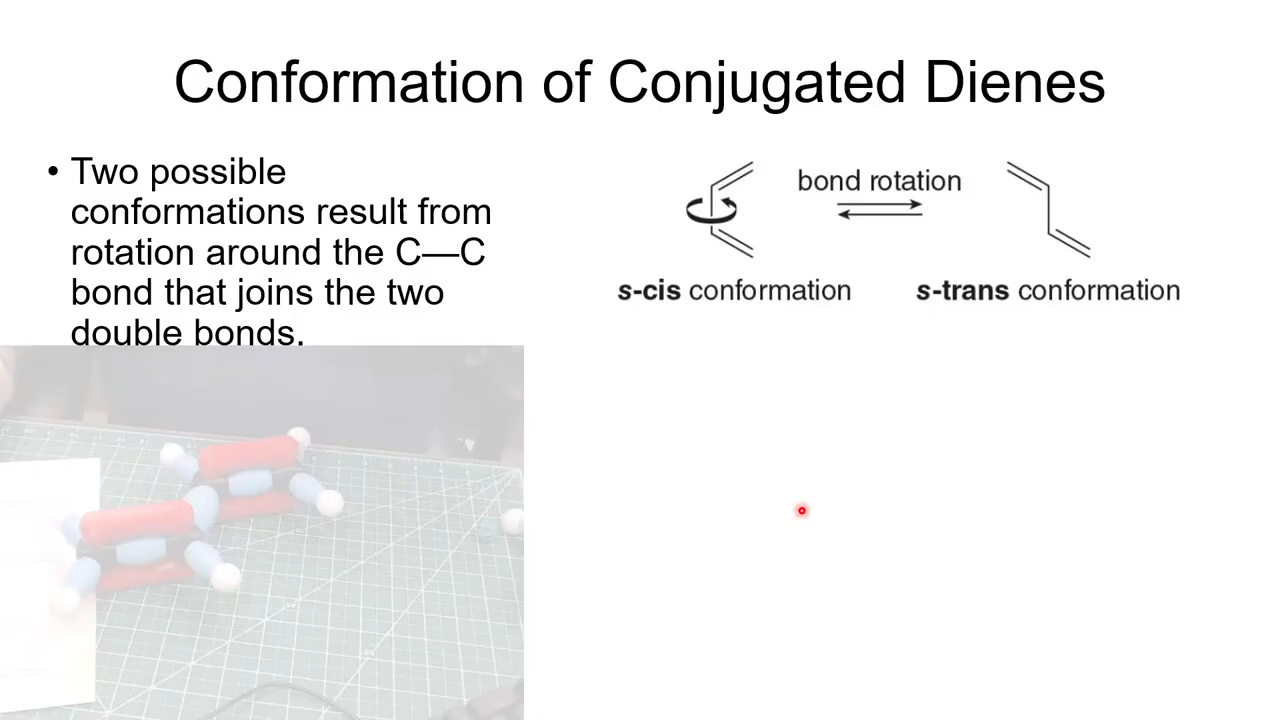 Conformation of Conjugated Dienes
• Two possible
conformations result from
rotation around the C—C
bond that joins the two
double bonds.
bond rotation
s-cis conformation
s-trans conformation